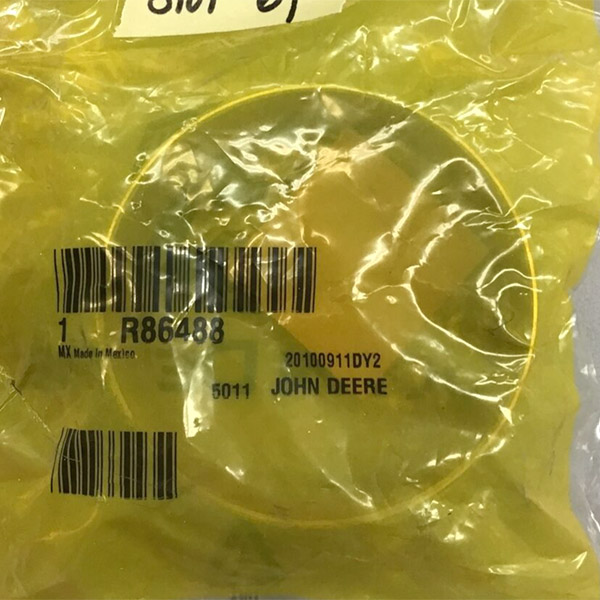 1 R86488
MX Made in Mexico
20100911DY2
5011 JOHN DEERE